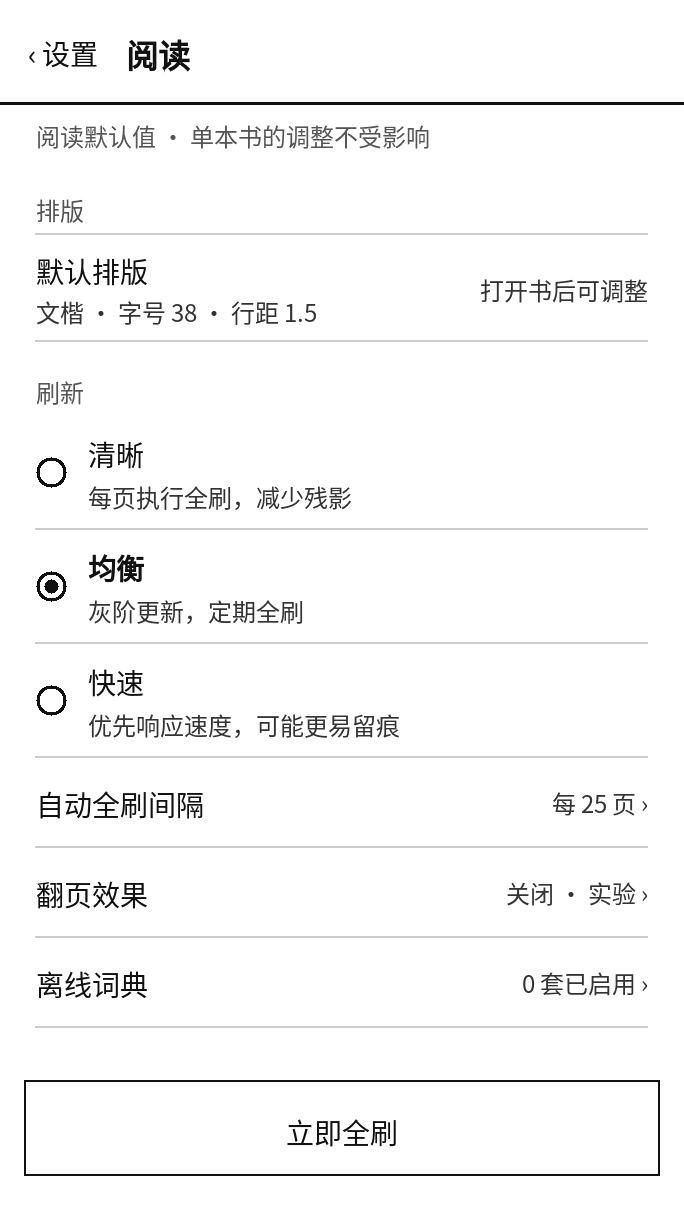 ‹ 设置 阅读
阅读默认值 • 单本书的调整不受影响
排版
默认排版
文楷 • 字号 38 • 行距 1.5
打开书后可调整
刷新
清晰
每页执行全刷，减少残影
均衡
灰阶更新，定期全刷
快速
优先响应速度，可能更易留痕
自动全刷间隔 每 25 页 ›
翻页效果 关闭 • 实验 ›
离线词典 0 套已启用 ›
立即全刷